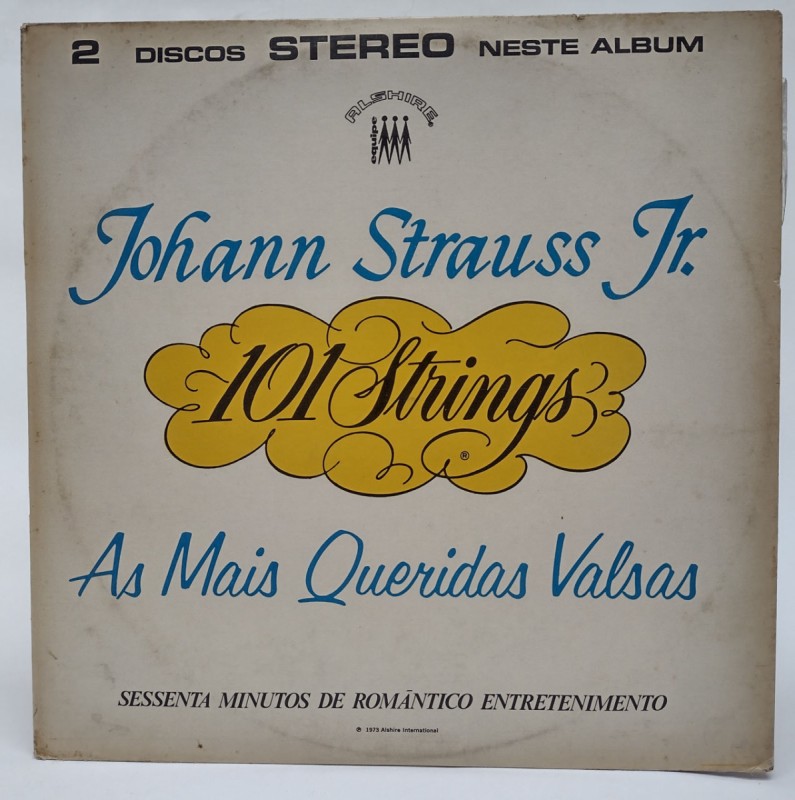 2 DISCOS STEREO NESTE ALBUM
ALSHIRE®
equipe
Johann Strauss Jr.
101 Strings
®
As Mais Queridas Valsas
SESSENTA MINUTOS DE ROMÂNTICO ENTRETENIMENTO
℗ 1973 Alshire International